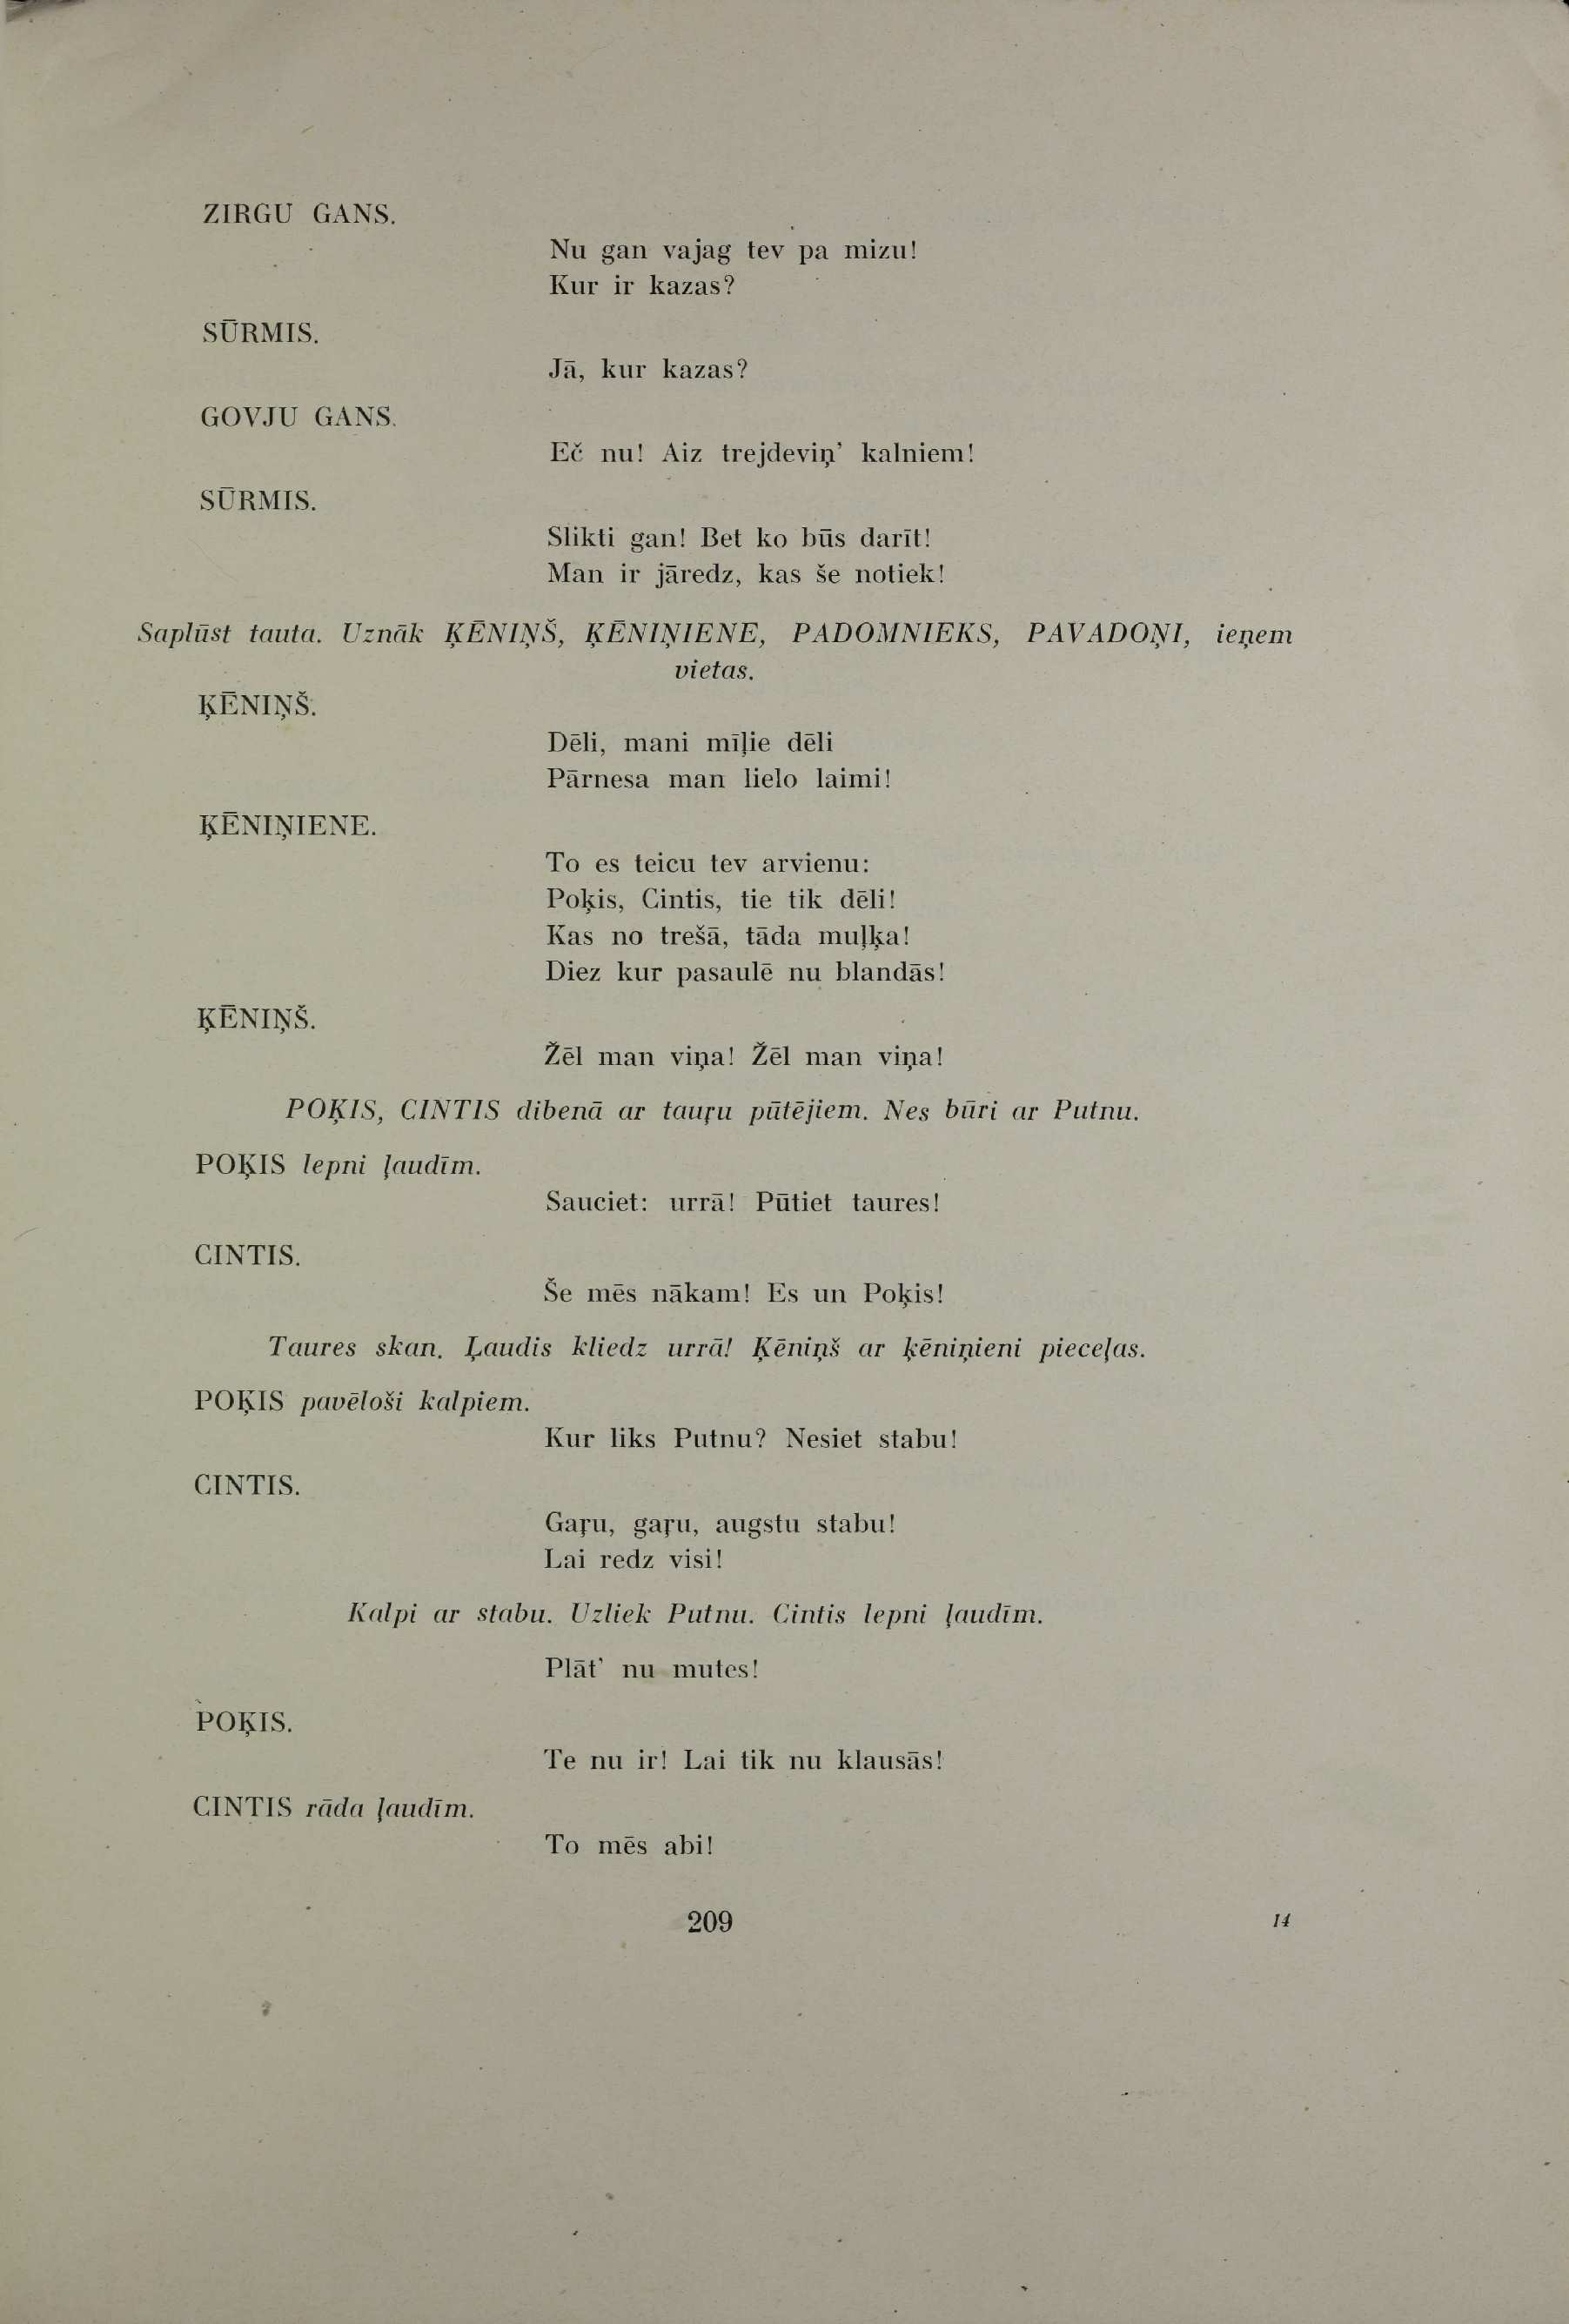 ZIRGU GANS.
Nu gan vajag tev pa mizu!
Kur ir kazas?
SŪRMIS.
Jā, kur kazas?
GOVJU GANS.
Eč nu! Aiz trejdeviņ’ kalniem!
SŪRMIS.
Slikti gan! Bet ko būs darīt!
Man ir jāredz, kas še notiek!
Saplūst tauta. Uznāk ĶĒNIŅŠ, ĶĒNIŅIENE, PADOMNIEKS, PAVADOŅI, ieņem
vietas.
ĶĒNIŅŠ.
Dēli, mani mīļie dēli
Pārnesa man lielo laimi!
ĶĒNIŅIENE.
To es teicu tev arvienu:
Poķis, Cintis, tie tik dēli!
Kas no trešā, tāda muļķa!
Diez kur pasaulē nu blandās!
ĶĒNIŅŠ.
Žēl man viņa! Žēl man viņa!
POĶIS, CINTIS dibenā ar tauŗu pūtējiem. Nes būri ar Putnu.
POĶIS lepni ļaudīm.
Sauciet: urrā! Pūtiet taures!
CINTIS.
Še mēs nākam! Es un Poķis!
Taures skan. Ļaudis kliedz urrā! Ķēniņš ar ķēniņieni pieceļas.
POĶIS pavēloši kalpiem.
Kur liks Putnu? Nesiet stabu!
CINTIS.
Gaŗu, gaŗu, augstu stabu!
Lai redz visi!
Kalpi ar stabu. Uzliek Putnu. Cintis lepni ļaudīm.
Plāt’ nu mutes!
POĶIS.
Te nu ir! Lai tik nu klausās!
CINTIS rāda ļaudīm.
To mēs abi!
209
14